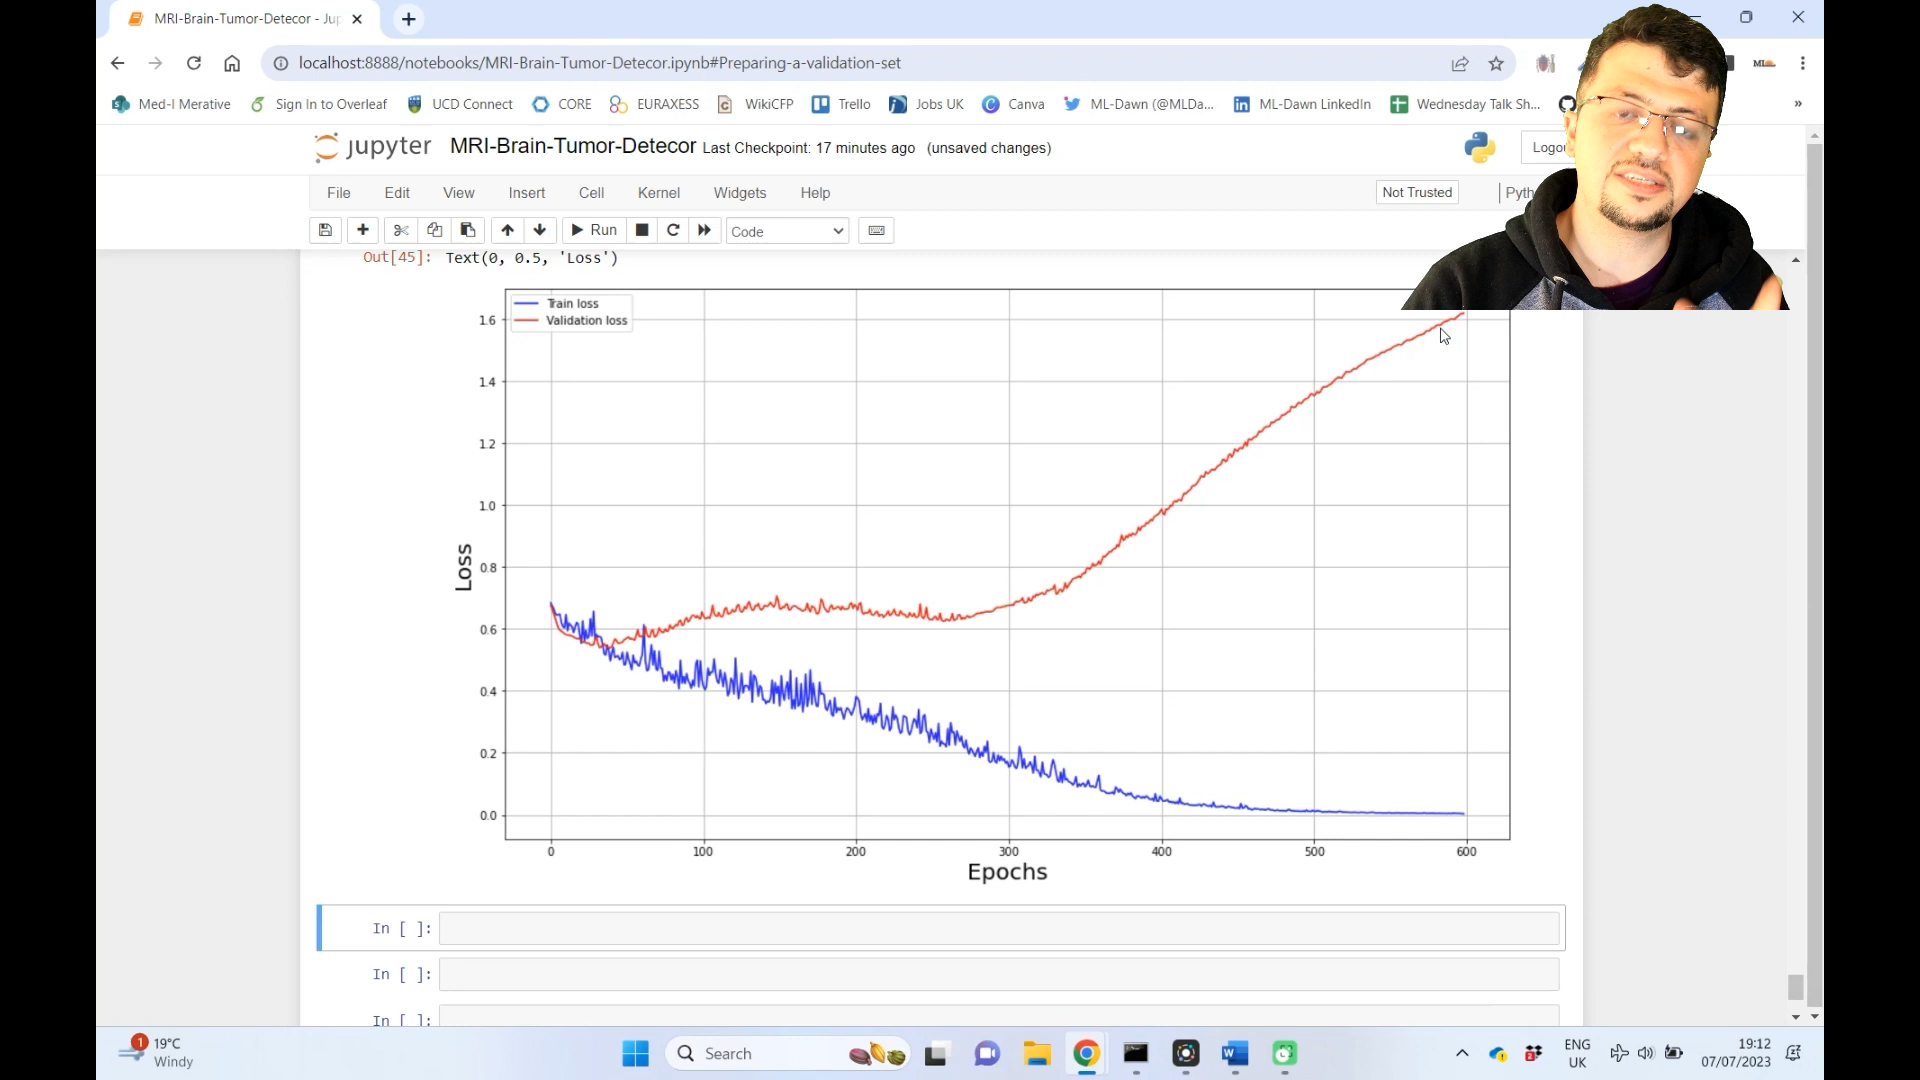 MRI-Brain-Tumor-Detecor - Jup
localhost:8888/notebooks/MRI-Brain-Tumor-Detecor.ipynb#Preparing-a-validation-set
Med-I Merative
Sign In to Overleaf
UCD Connect
CORE
EURAXESS
WikiCFP
Trello
Jobs UK
Canva
ML-Dawn (@MLDa...
ML-Dawn LinkedIn
Wednesday Talk Sh...
»
jupyter MRI-Brain-Tumor-Detecor Last Checkpoint: 17 minutes ago (unsaved changes)
Logou
File Edit View Insert Cell Kernel Widgets Help
Not Trusted
Pyth
Run
Code
Out[45]: Text(0, 0.5, 'Loss')
Train loss
Validation loss
1.6
1.4
1.2
1.0
0.8
0.6
0.4
0.2
0.0
Loss
0 100 200 300 400 500 600
Epochs
In [ ]:
In [ ]:
In [ ]:
1
19°C
Windy
Search
ENG
UK
19:12
07/07/2023